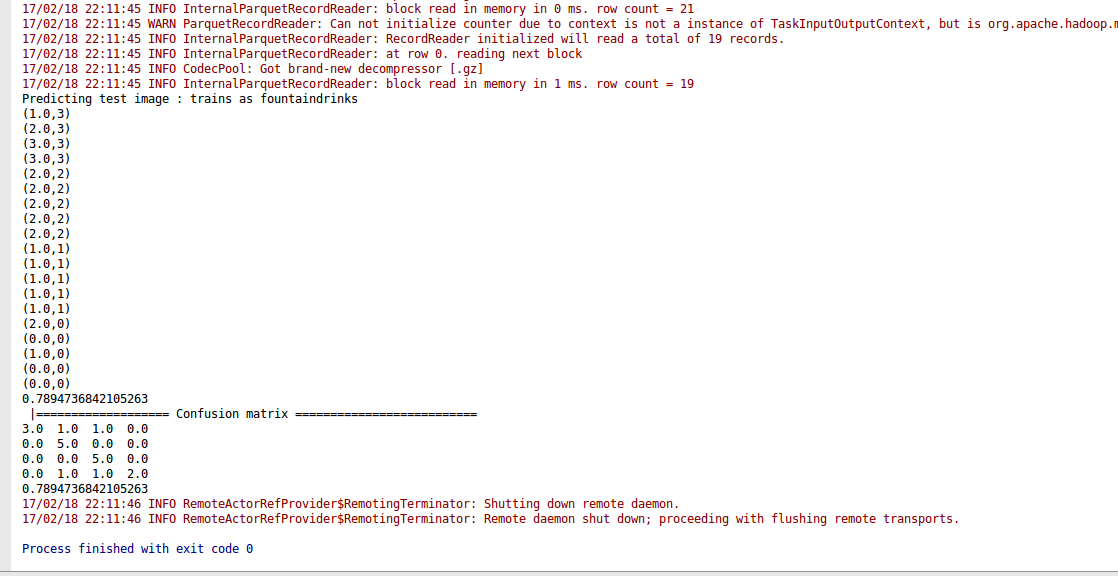 17/02/18 22:11:45 INFO InternalParquetRecordReader: block read in memory in 0 ms. row count = 21
17/02/18 22:11:45 WARN ParquetRecordReader: Can not initialize counter due to context is not a instance of TaskInputOutputContext, but is org.apache.hadoop.m
17/02/18 22:11:45 INFO InternalParquetRecordReader: RecordReader initialized will read a total of 19 records.
17/02/18 22:11:45 INFO InternalParquetRecordReader: at row 0. reading next block
17/02/18 22:11:45 INFO CodecPool: Got brand-new decompressor [.gz]
17/02/18 22:11:45 INFO InternalParquetRecordReader: block read in memory in 1 ms. row count = 19
Predicting test image : trains as fountaindrinks
(1.0,3)
(2.0,3)
(3.0,3)
(3.0,3)
(2.0,2)
(2.0,2)
(2.0,2)
(2.0,2)
(2.0,2)
(1.0,1)
(1.0,1)
(1.0,1)
(1.0,1)
(1.0,1)
(2.0,0)
(0.0,0)
(1.0,0)
(0.0,0)
(0.0,0)
0.7894736842105263
|=================== Confusion matrix ==========================
3.0 1.0 1.0 0.0
0.0 5.0 0.0 0.0
0.0 0.0 5.0 0.0
0.0 1.0 1.0 2.0
0.7894736842105263
17/02/18 22:11:46 INFO RemoteActorRefProvider$RemotingTerminator: Shutting down remote daemon.
17/02/18 22:11:46 INFO RemoteActorRefProvider$RemotingTerminator: Remote daemon shut down; proceeding with flushing remote transports.
Process finished with exit code 0